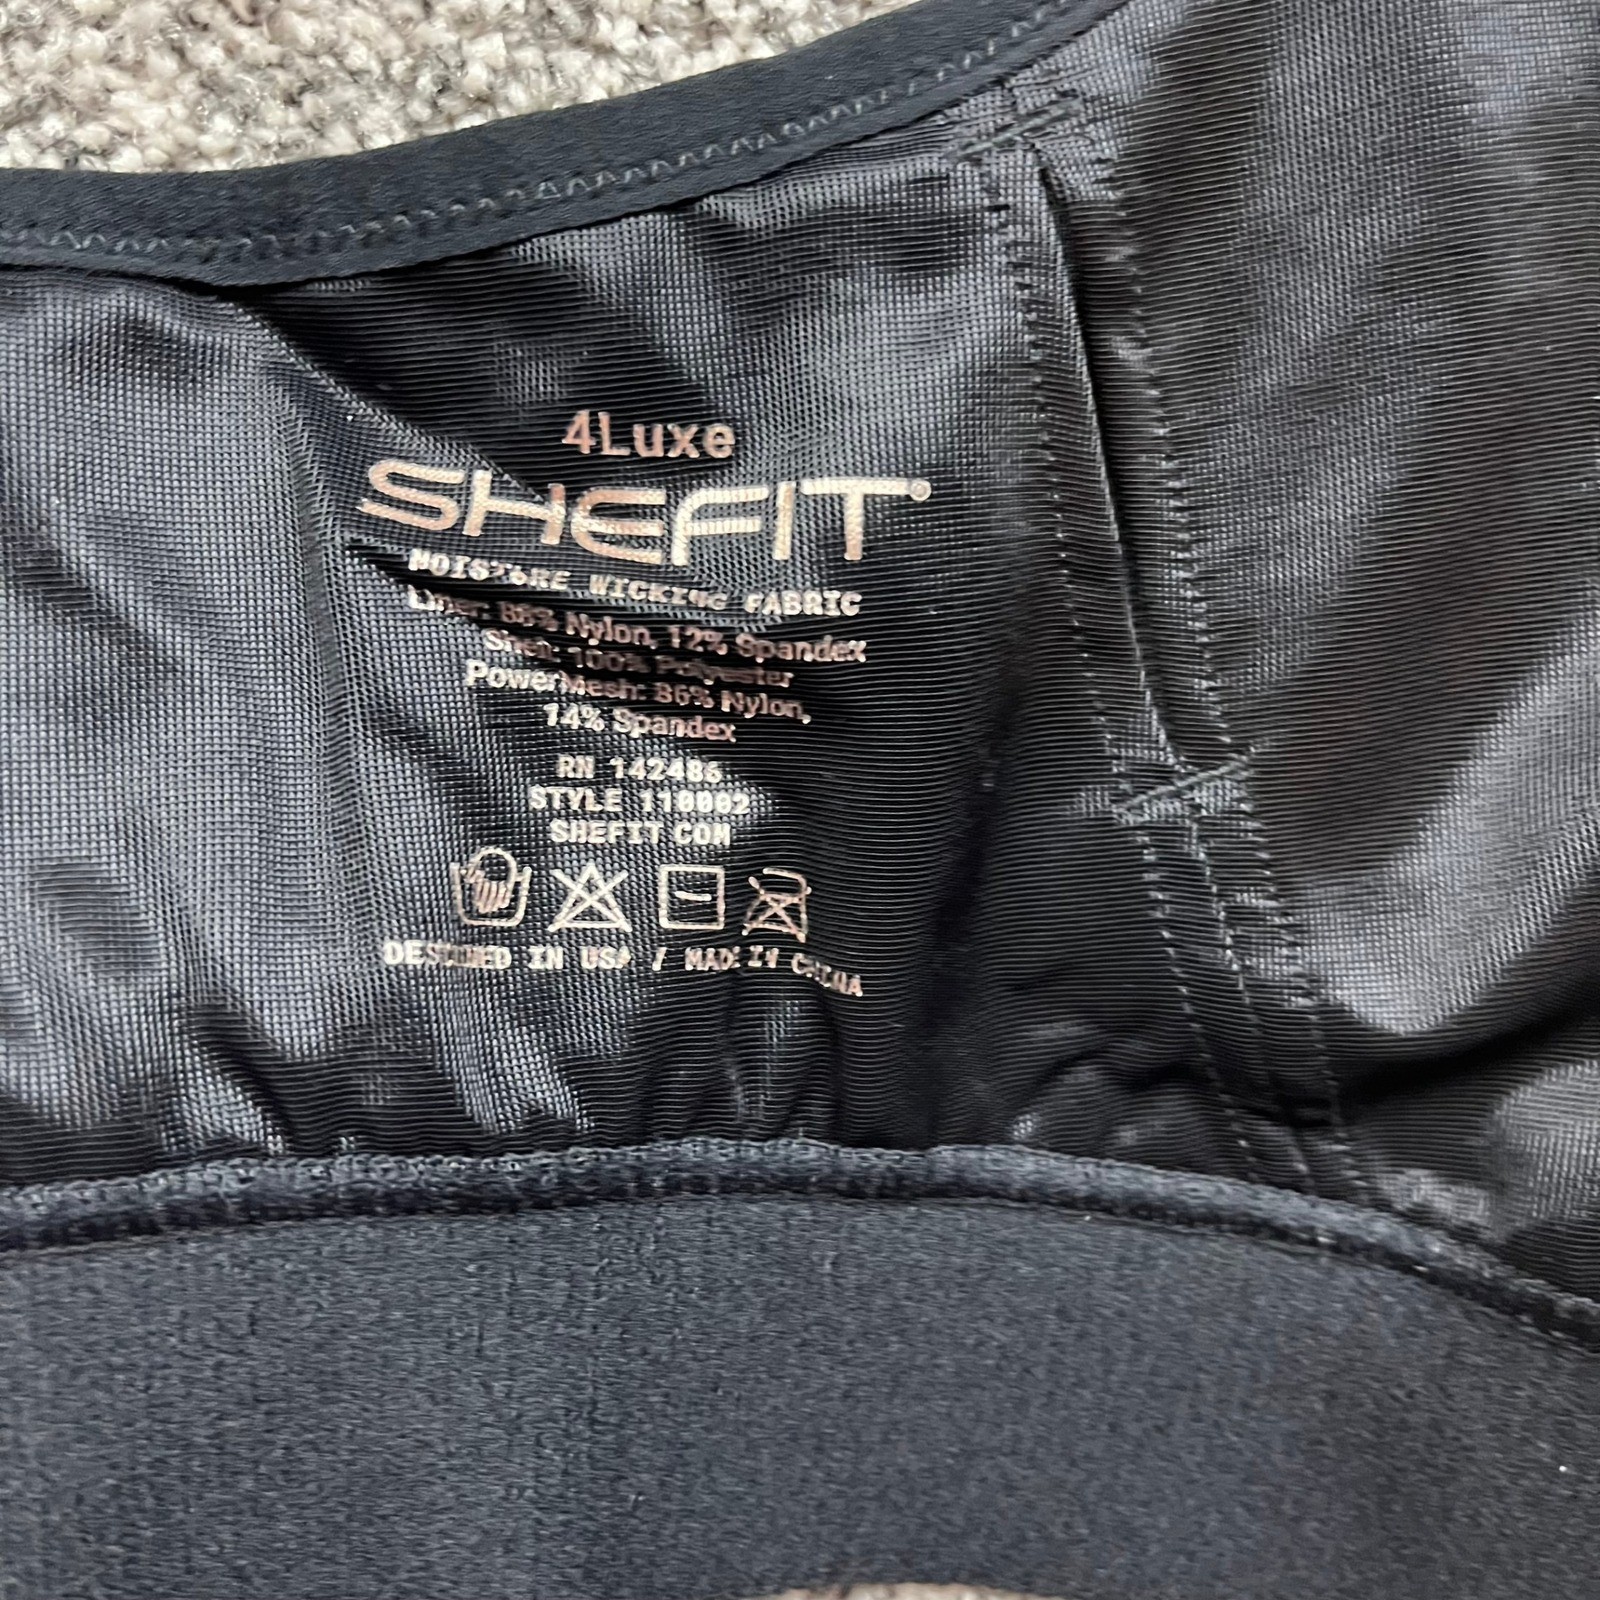 4Luxe
SHEFIT®
MOISTURE WICKING FABRIC
Liner: 88% Nylon, 12% Spandex
Shell: 100% Polyester
PowerMesh: 86% Nylon,
14% Spandex
RN 142486
STYLE 110002
SHEFIT.COM
DESIGNED IN USA / MADE IN CHINA